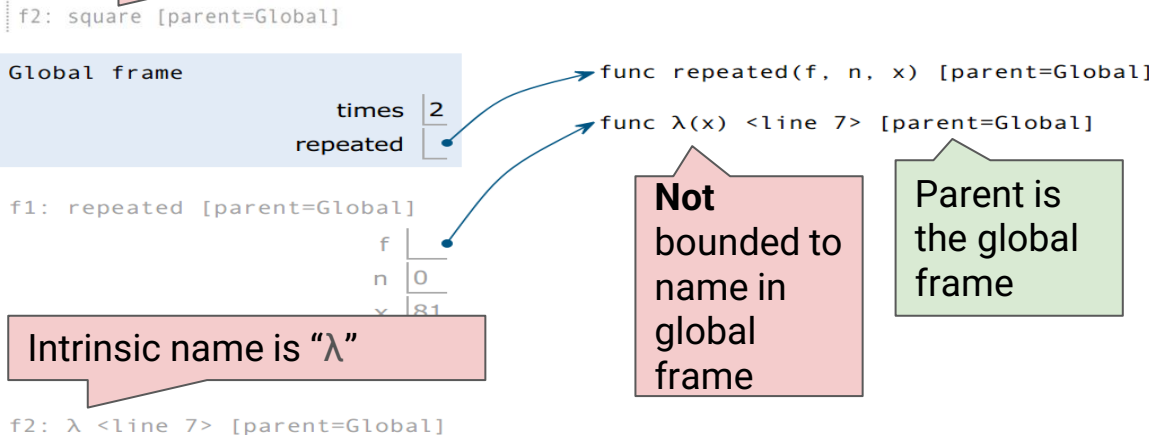 f2: square [parent=Global]
Global frame
times 2
repeated
func repeated(f, n, x) [parent=Global]
func λ(x) <line 7> [parent=Global]
f1: repeated [parent=Global]
f
n 0
x 81
Not
bounded to
name in
global
frame
Parent is
the global
frame
Intrinsic name is “λ”
f2: λ <line 7> [parent=Global]